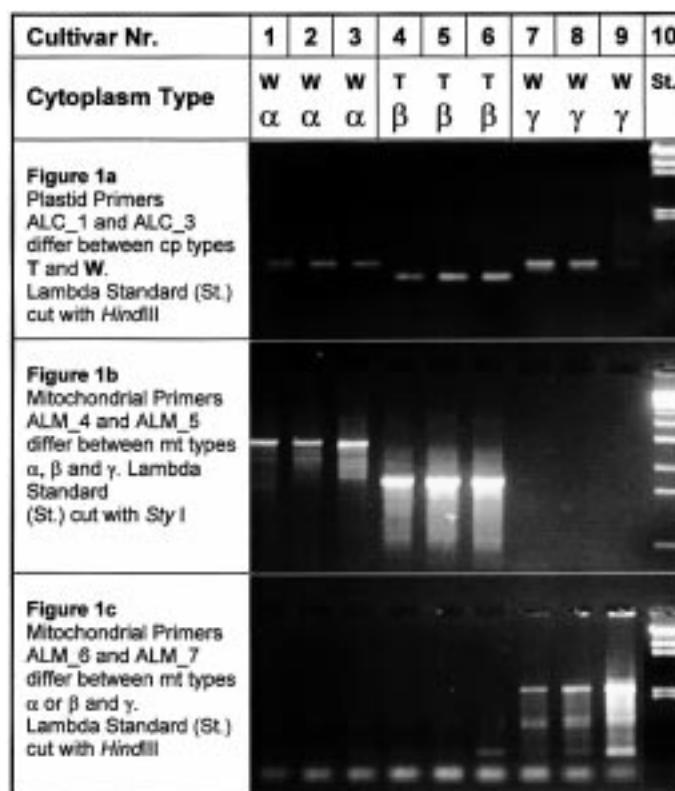 Cultivar Nr. 1 2 3 4 5 6 7 8 9 10
Cytoplasm Type W W W T T T W W W St.
α α α β β β γ γ γ
Figure 1a
Plastid Primers
ALC_1 and ALC_3
differ between cp types
T and W.
Lambda Standard (St.)
cut with HindIII
Figure 1b
Mitochondrial Primers
ALM_4 and ALM_5
differ between mt types
α, β and γ. Lambda
Standard
(St.) cut with Sty I
Figure 1c
Mitochondrial Primers
ALM_6 and ALM_7
differ between mt types
α or β and γ.
Lambda Standard (St.)
cut with HindIII